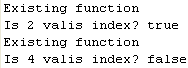 Existing function
Is 2 valis index? true
Existing function
Is 4 valis index? false